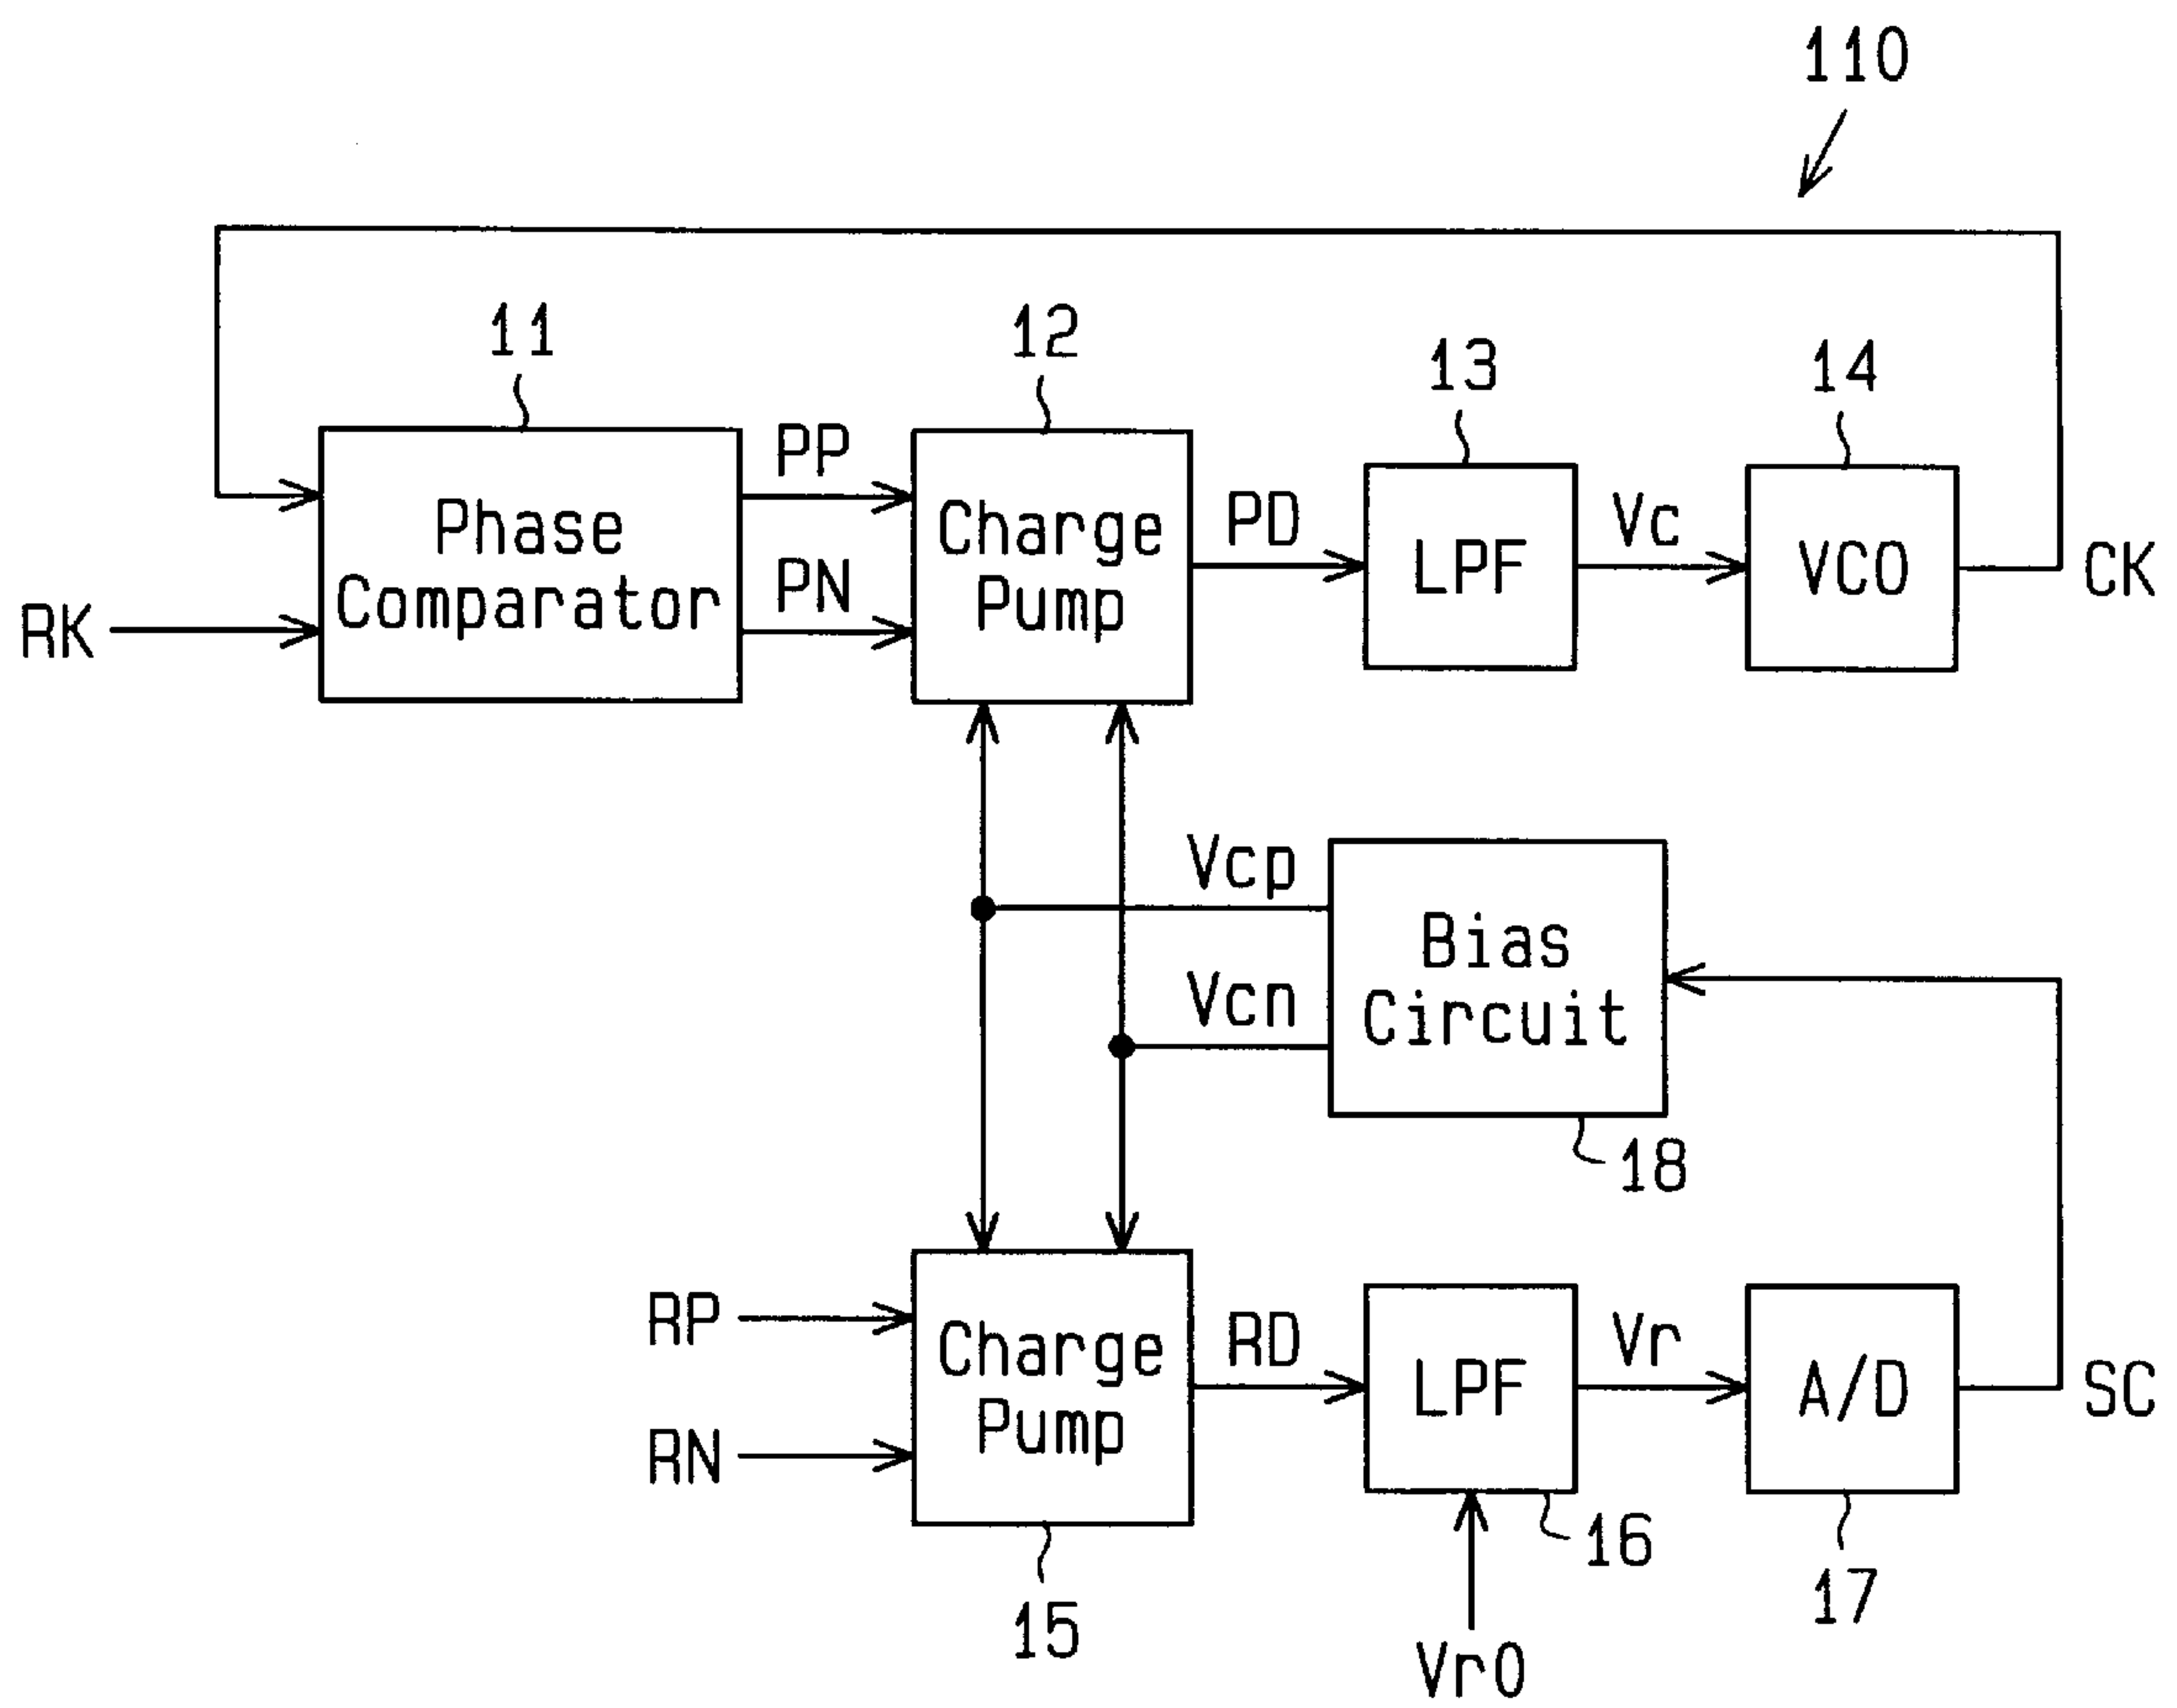 110
11
12
13
14
PP
PN
Phase
Comparator
Charge
Pump
PD
LPF
Vc
VCO
CK
RK
Vcp
Vcn
Bias
Circuit
18
RP
RN
Charge
Pump
RD
LPF
Vr
A/D
SC
16
17
15
Vr0